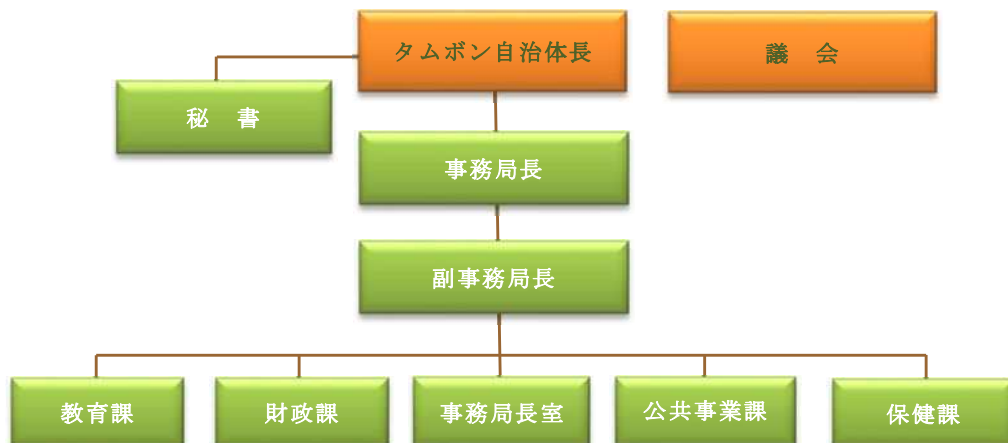 タムボン自治体長
議　会
秘　書
事務局長
副事務局長
教育課
財政課
事務局長室
公共事業課
保健課